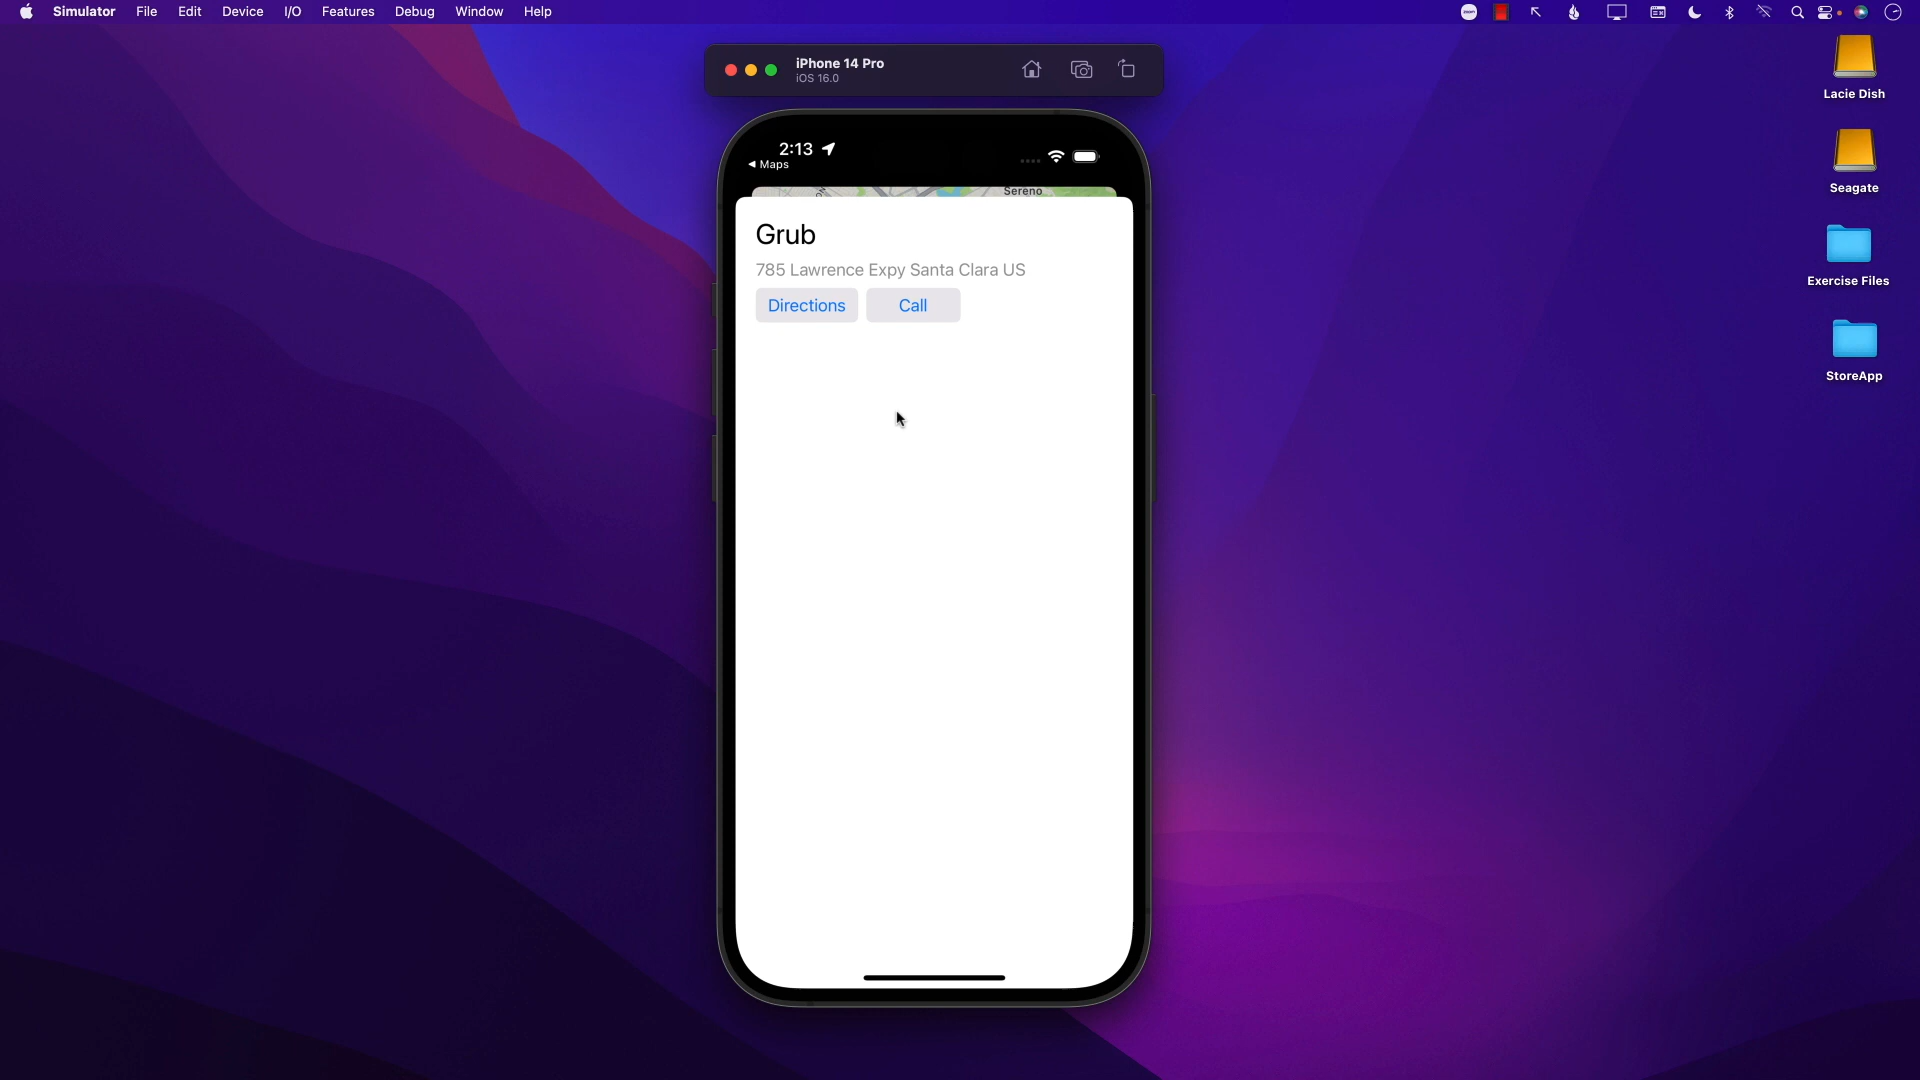 Simulator File Edit Device I/O Features Debug Window Help
iPhone 14 Pro
iOS 16.0
Lacie Dish
Seagate
Exercise Files
StoreApp
2:13
Maps
Sereno
Grub
785 Lawrence Expy Santa Clara US
Directions Call